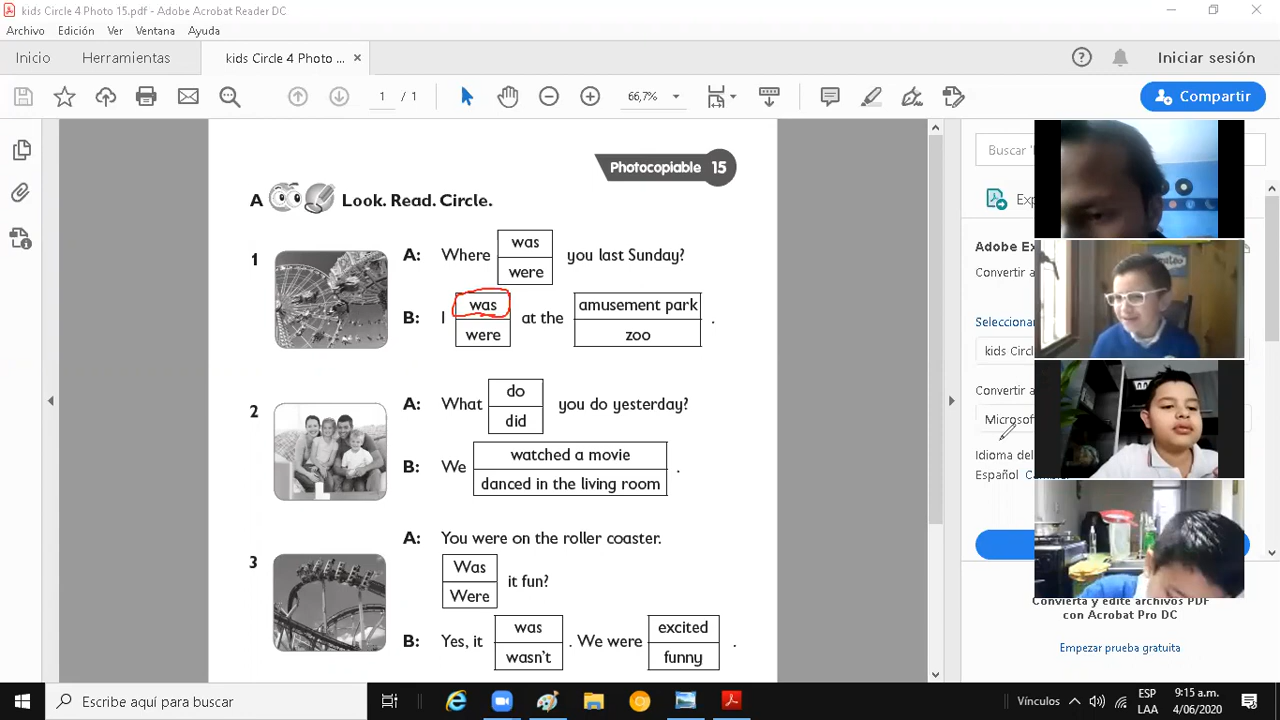 kids Circle 4 Photo 15.pdf - Adobe Acrobat Reader DC
Archivo Edición Ver Ventana Ayuda
Inicio Herramientas kids Circle 4 Photo ... × Iniciar sesión
1 / 1 66,7% Compartir
Photocopiable 15
A Look. Read. Circle.
1 A: Where was you last Sunday?
were
B: I was at the amusement park .
were zoo
2 A: What do you do yesterday?
did
B: We watched a movie .
danced in the living room
3 A: You were on the roller coaster.
Was it fun?
Were
B: Yes, it was . We were excited .
wasn't funny
Buscar
Adobe
Convertir
Seleccionar
kids
Convertir
Idioma del
Español
Convierta y edite archivos PDF
con Acrobat Pro DC
Empezar prueba gratuita
Escribe aquí para buscar
Vínculos ESP 9:15 a.m.
LAA 4/06/2020